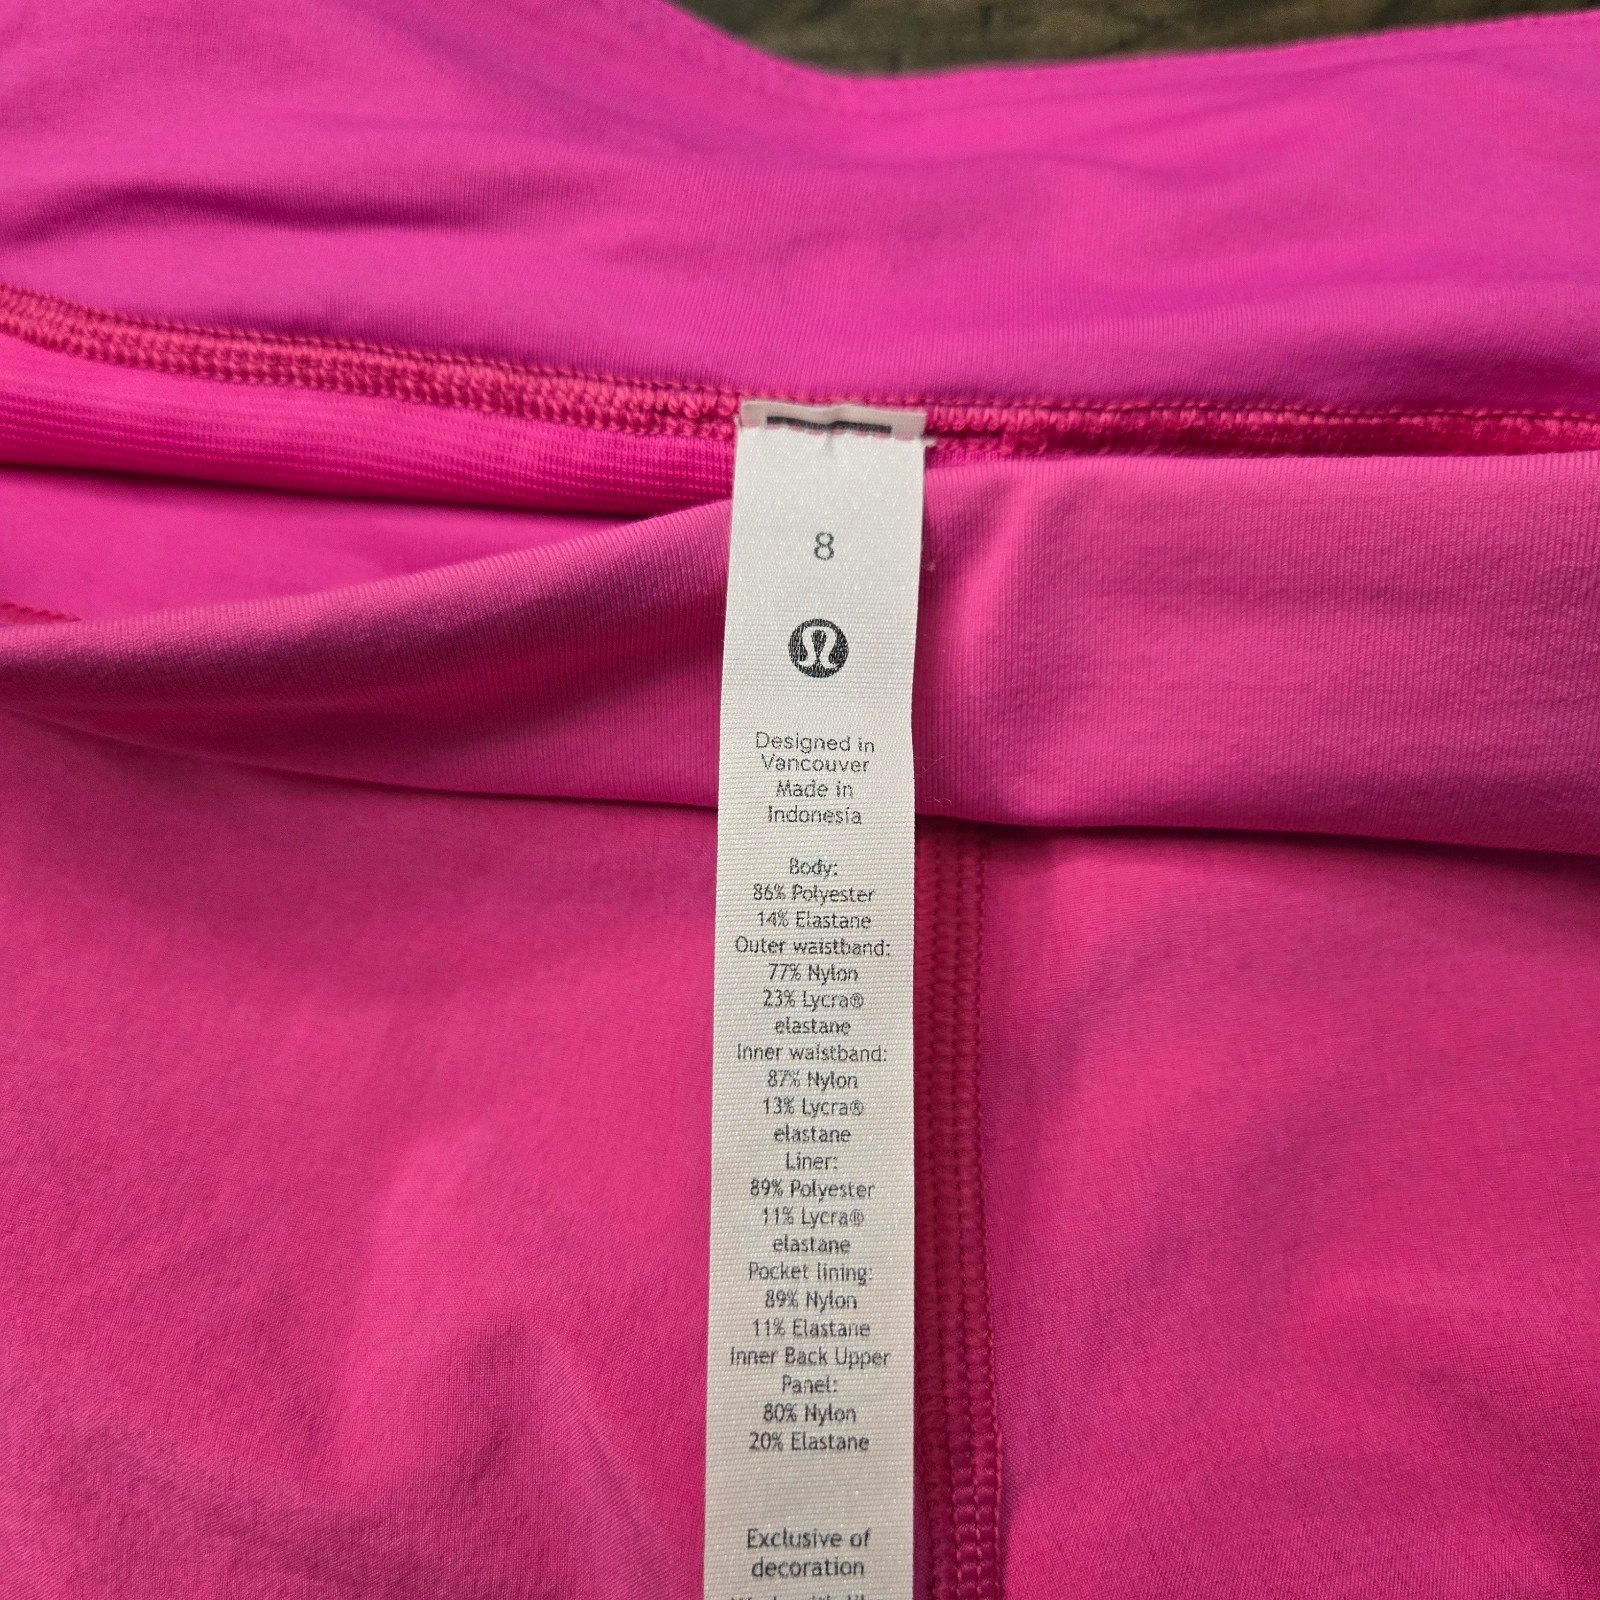 8
Designed in
Vancouver
Made in
Indonesia
Body:
86% Polyester
14% Elastane
Outer waistband:
77% Nylon
23% Lycra®
elastane
Inner waistband:
87% Nylon
13% Lycra®
elastane
Liner:
89% Polyester
11% Lycra®
elastane
Pocket lining:
89% Nylon
11% Elastane
Inner Back Upper
Panel:
80% Nylon
20% Elastane
Exclusive of
decoration